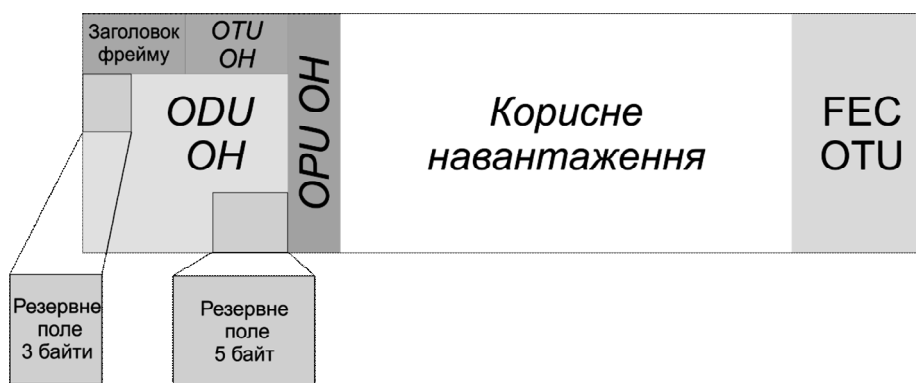 Заголовок
фрейму
OTU
OH
ODU
OH
OPU OH
Корисне
навантаження
FEC
OTU
Резервне
поле
3 байти
Резервне
поле
5 байт